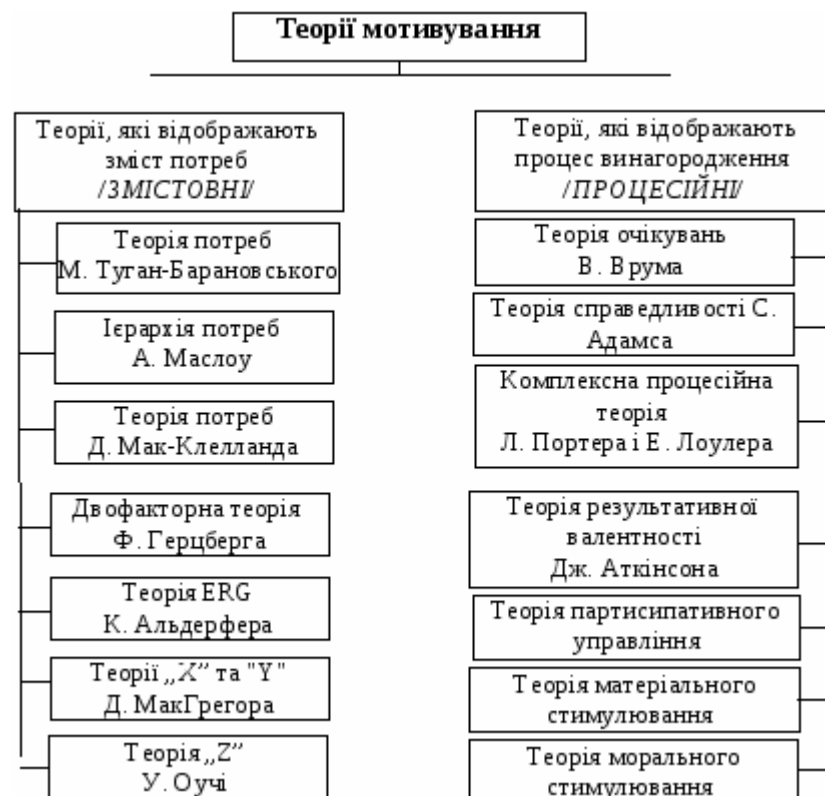 Теорії мотивування
Теорії, які відображають
зміст потреб
/ЗМІСТОВНІ/
Теорія потреб
М. Туган-Барановського
Ієрархія потреб
А. Маслоу
Теорія потреб
Д. Мак-Клелланда
Двофакторна теорія
Ф. Герцберга
Теорія ERG
К. Альдерфера
Теорії „X” та "Y"
Д. МакГрегора
Теорія „Z”
У. Оучі
Теорії, які відображають
процес винагородження
/ПРОЦЕСІЙНІ/
Теорія очікувань
В. Врума
Теорія справедливості С.
Адамса
Комплексна процесійна
теорія
Л. Портера і Е. Лоулера
Теорія результативної
валентності
Дж. Аткінсона
Теорія партисипативного
управління
Теорія матеріального
стимулювання
Теорія морального
стимулювання